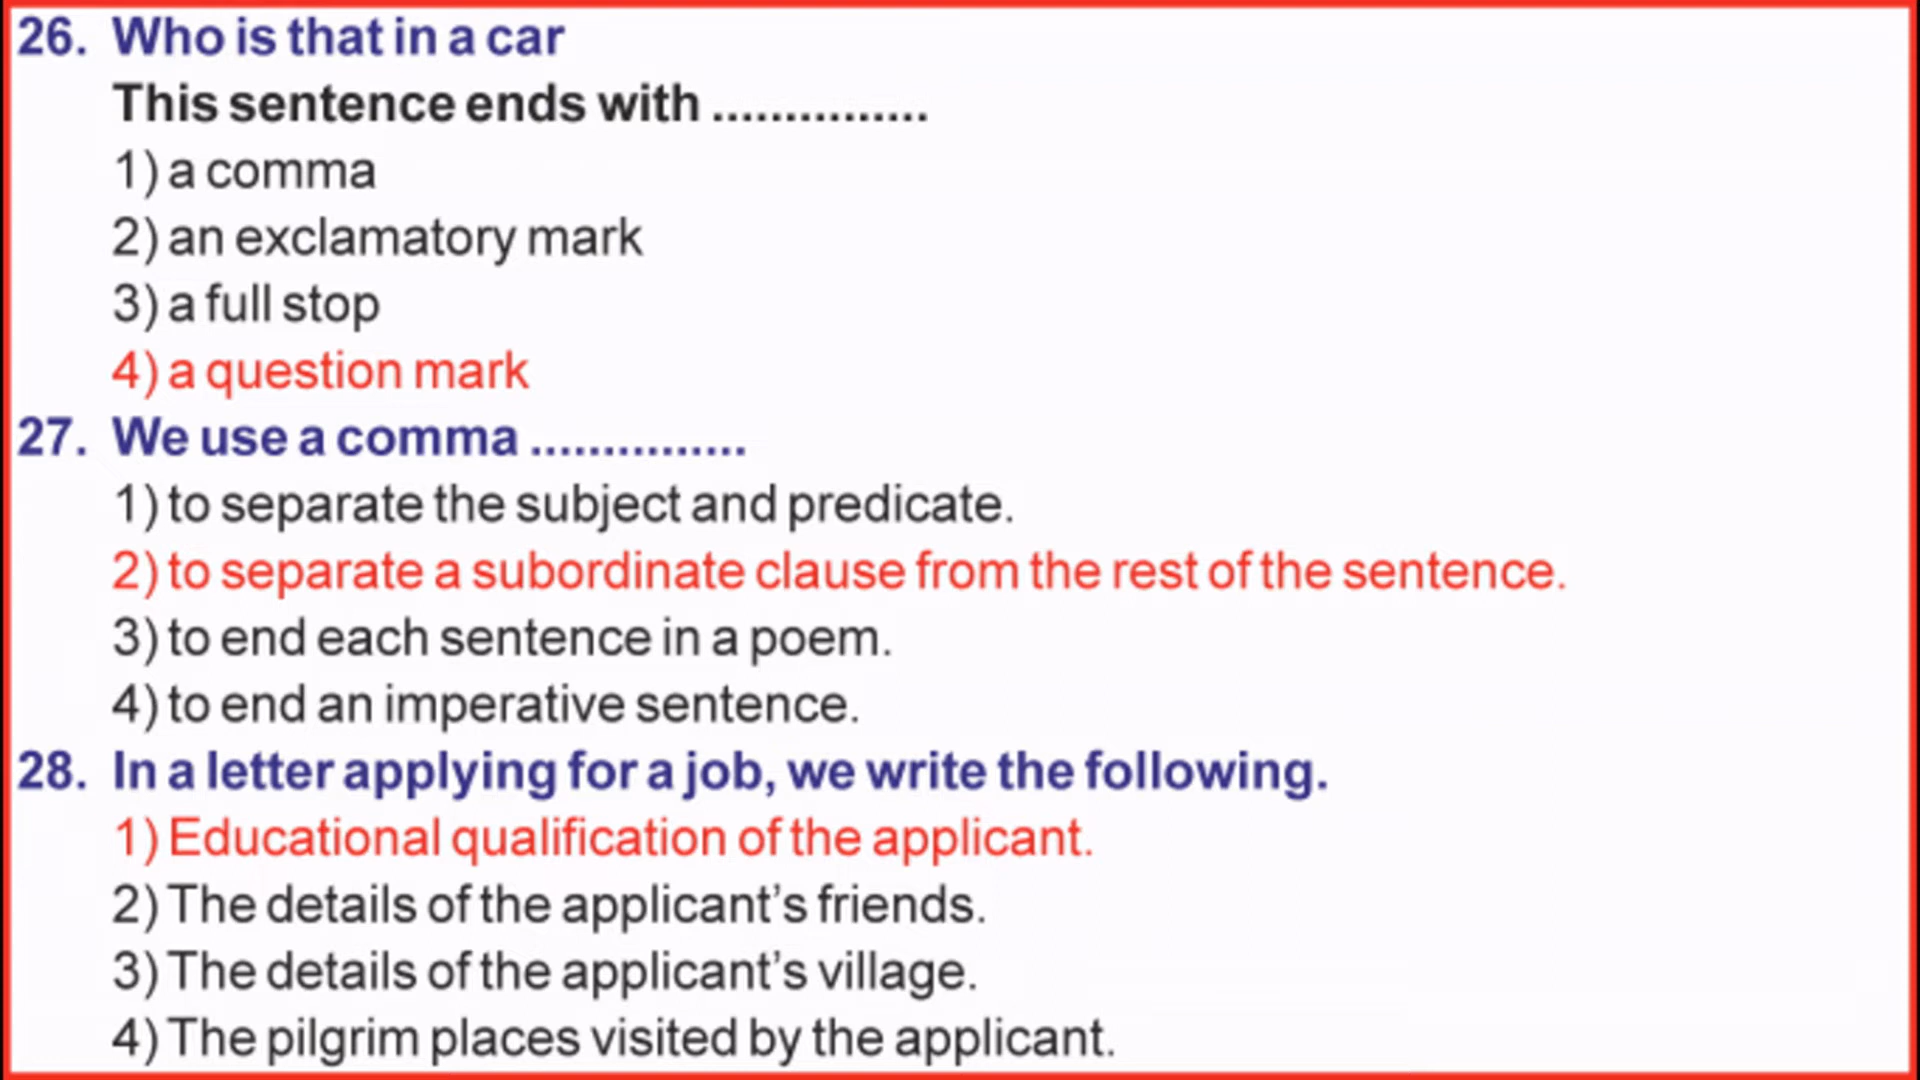 26. Who is that in a car
This sentence ends with ...............
1) a comma
2) an exclamatory mark
3) a full stop
4) a question mark
27. We use a comma ...............
1) to separate the subject and predicate.
2) to separate a subordinate clause from the rest of the sentence.
3) to end each sentence in a poem.
4) to end an imperative sentence.
28. In a letter applying for a job, we write the following.
1) Educational qualification of the applicant.
2) The details of the applicant’s friends.
3) The details of the applicant’s village.
4) The pilgrim places visited by the applicant.